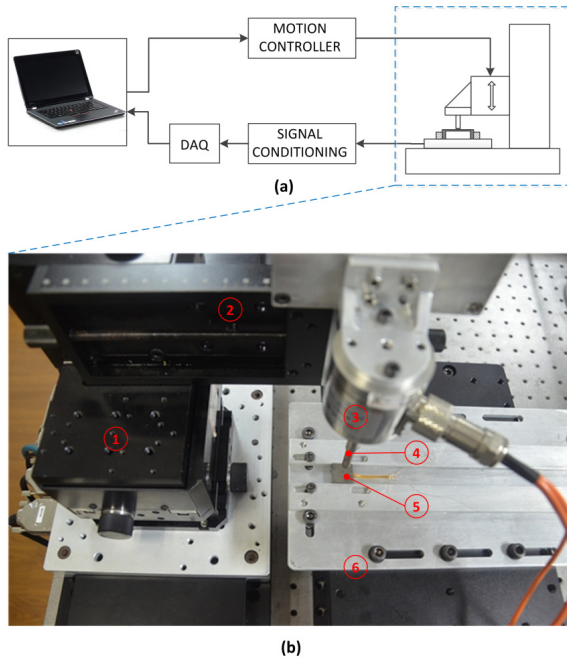 (a)
MOTION
CONTROLLER
DAQ
SIGNAL
CONDITIONING
(b)
1
2
3
4
5
6